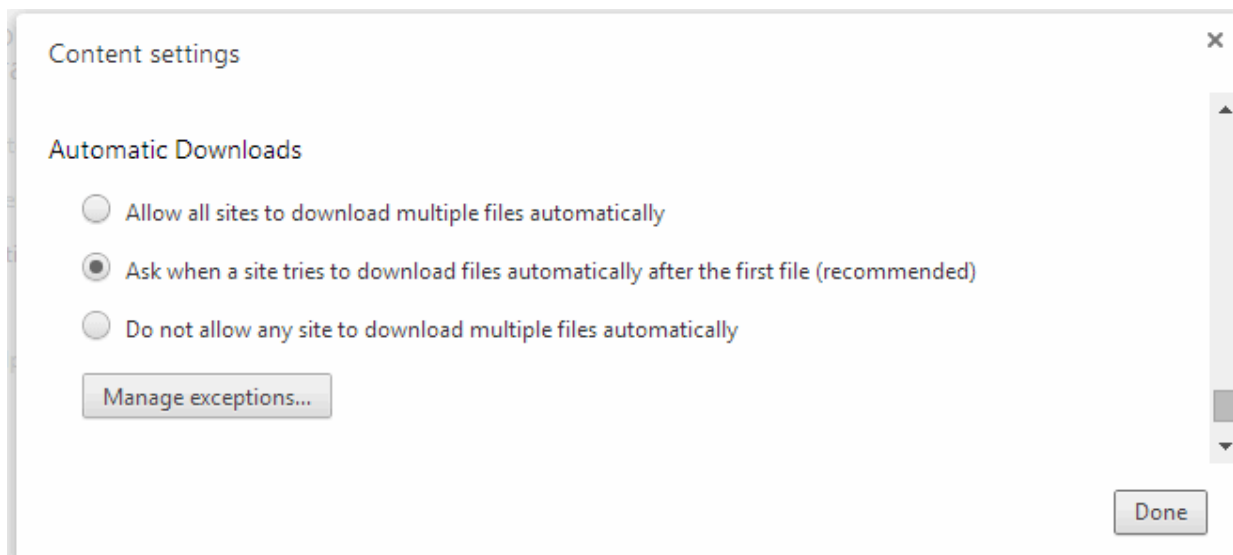 Content settings
Automatic Downloads
Allow all sites to download multiple files automatically
Ask when a site tries to download files automatically after the first file (recommended)
Do not allow any site to download multiple files automatically
Manage exceptions...
Done